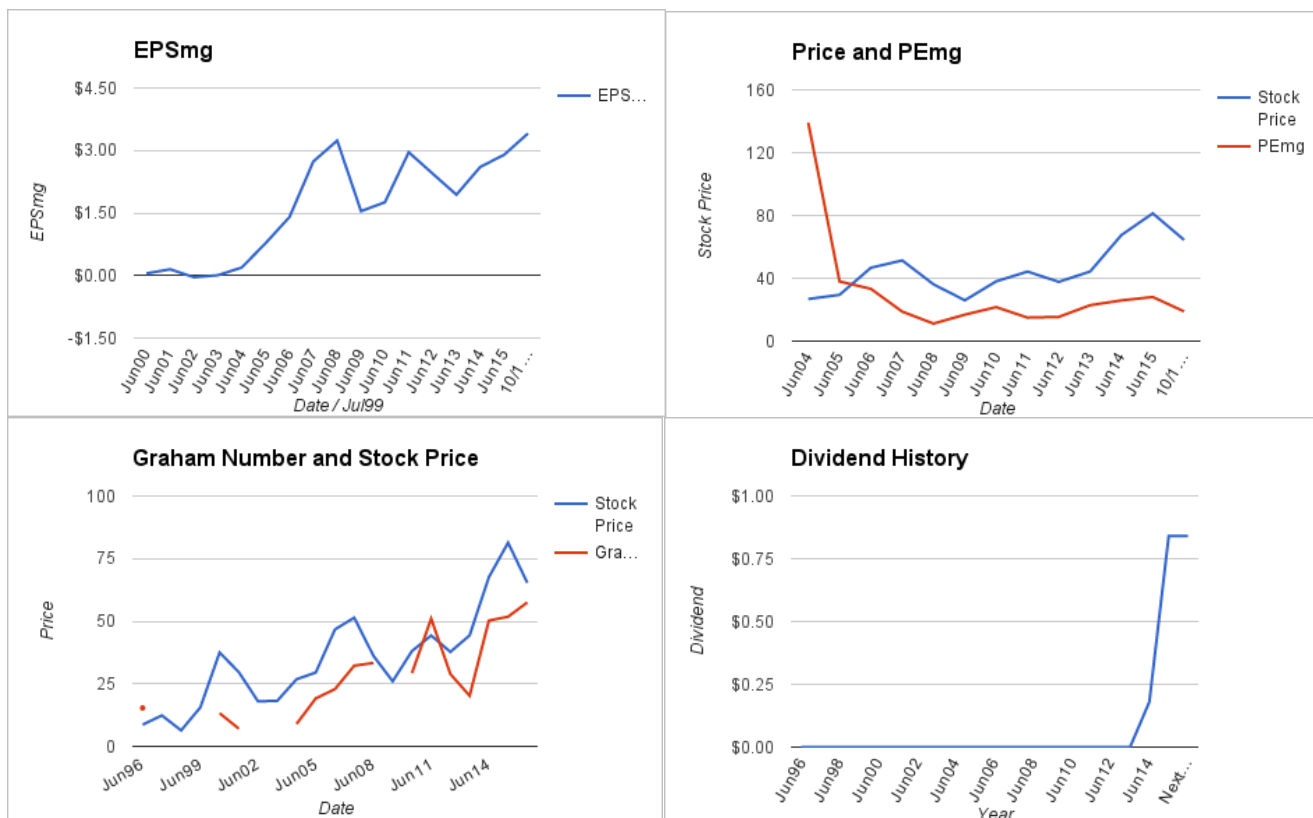 EPSmg
$4.50
$3.00
$1.50
$0.00
-$1.50
EPSmg
EPS...
Jun00
Jun01
Jun02
Jun03
Jun04
Jun05
Jun06
Jun07
Jun08
Jun09
Jun10
Jun11
Jun12
Jun13
Jun14
Jun15
10/1...
Date / Jul99
Price and PEmg
160
120
80
40
0
Stock Price
Stock
Price
PEmg
Jun04
Jun05
Jun06
Jun07
Jun08
Jun09
Jun10
Jun11
Jun12
Jun13
Jun14
Jun15
10/1...
Date
Graham Number and Stock Price
100
75
50
25
0
Price
Stock
Price
Gra...
Jun96
Jun99
Jun02
Jun05
Jun08
Jun11
Jun14
Date
Dividend History
$1.00
$0.75
$0.50
$0.25
$0.00
Dividend
Jun96
Jun98
Jun00
Jun02
Jun04
Jun06
Jun08
Jun10
Jun12
Jun14
Next...
Year